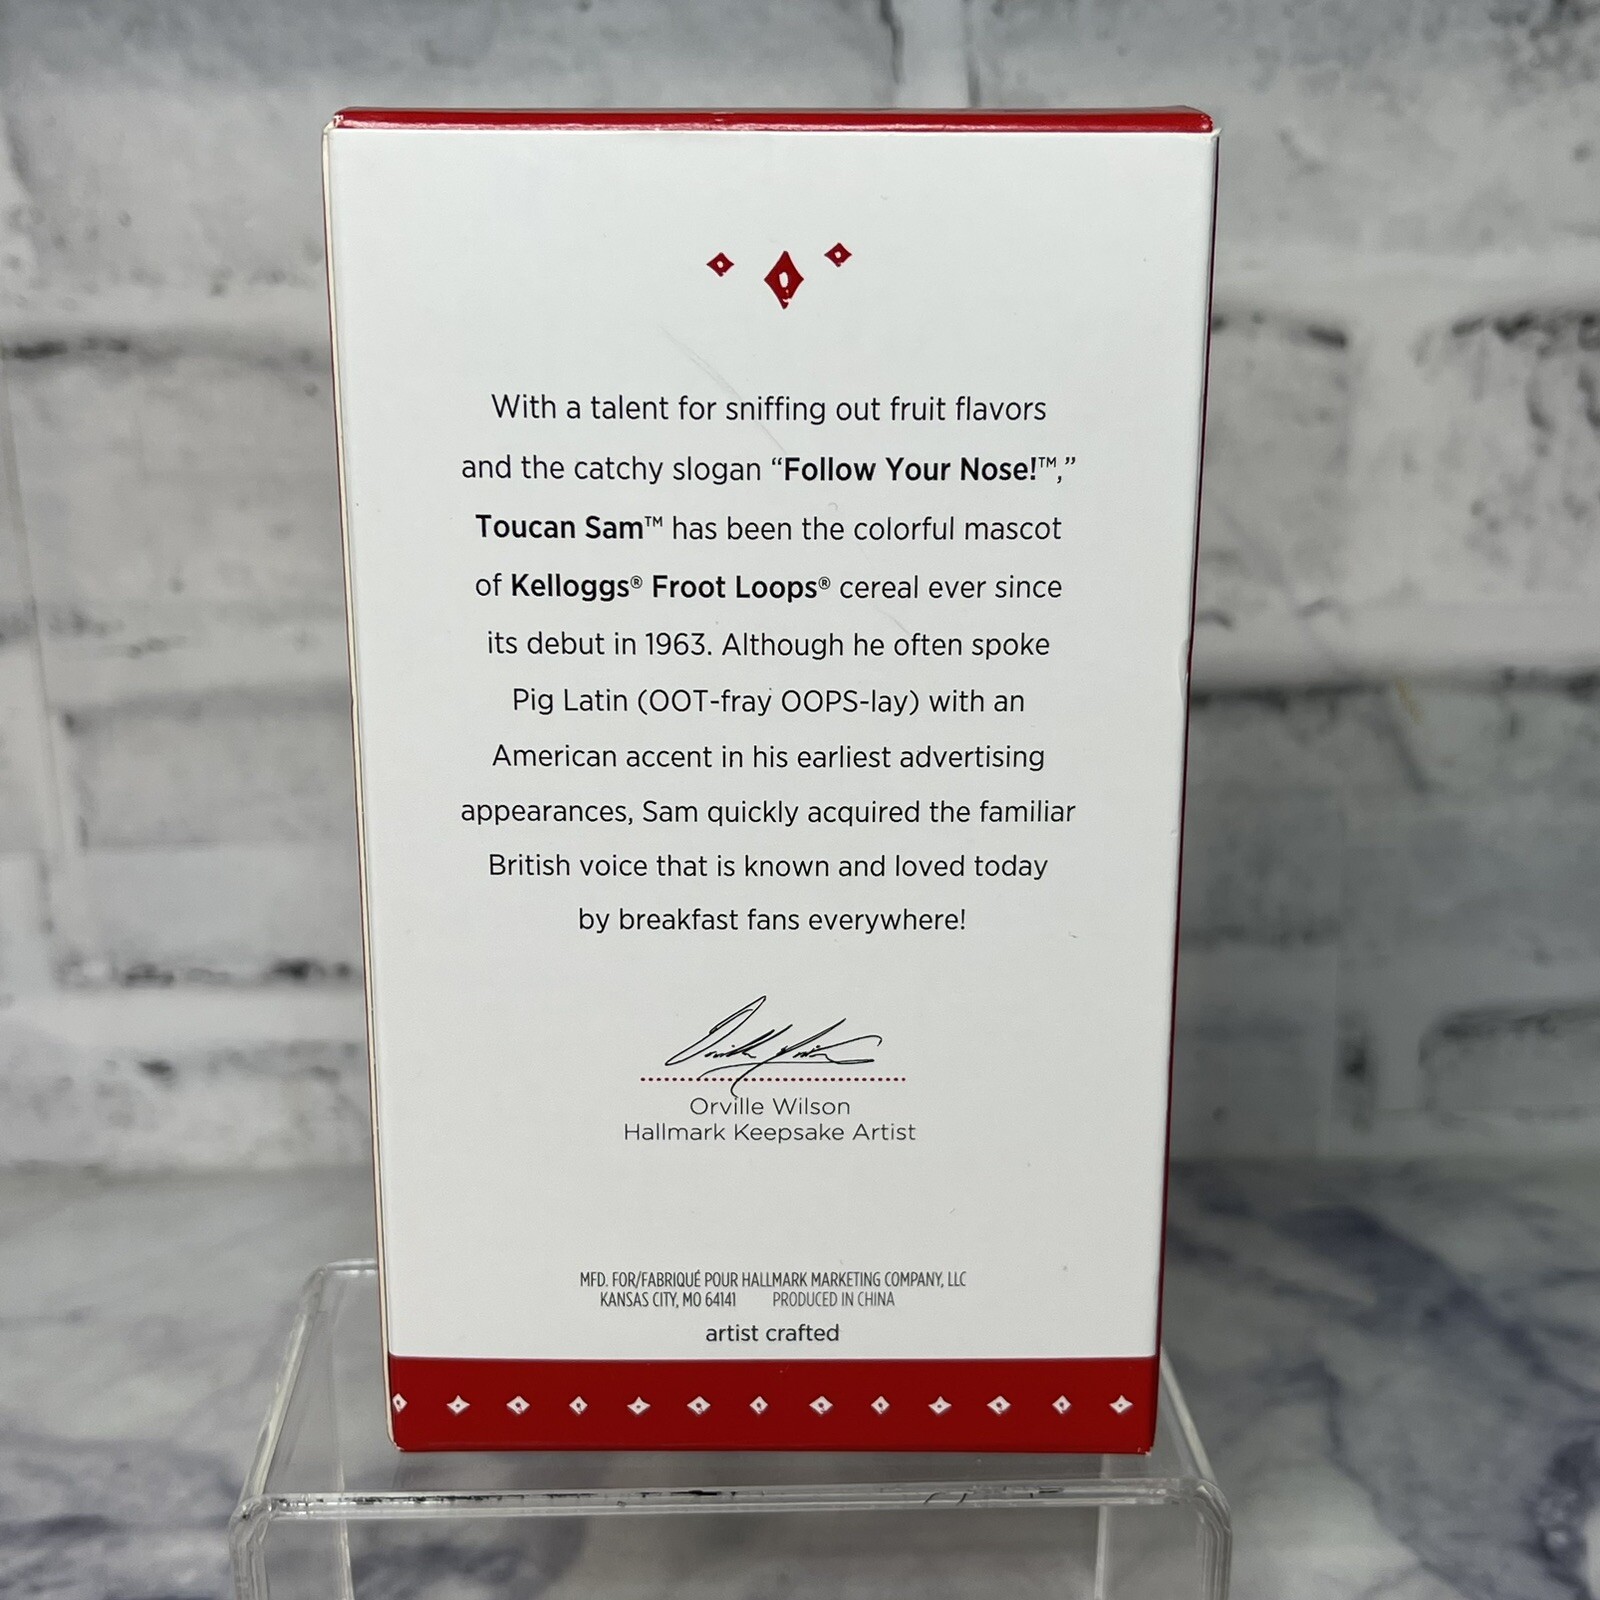 With a talent for sniffing out fruit flavors
and the catchy slogan “Follow Your Nose!™,”
Toucan Sam™ has been the colorful mascot
of Kelloggs® Froot Loops® cereal ever since
its debut in 1963. Although he often spoke
Pig Latin (OOT-fray OOPS-lay) with an
American accent in his earliest advertising
appearances, Sam quickly acquired the familiar
British voice that is known and loved today
by breakfast fans everywhere!
Orville Wilson
Orville Wilson
Hallmark Keepsake Artist
MFD. FOR/FABRIQUÉ POUR HALLMARK MARKETING COMPANY, LLC
KANSAS CITY, MO 64141 PRODUCED IN CHINA
artist crafted